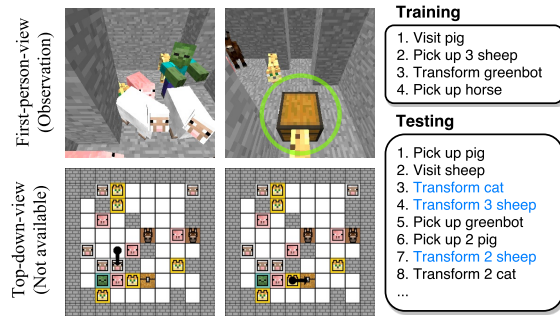 First-person-view
(Observation)
Top-down-view
(Not available)
Training
1. Visit pig
2. Pick up 3 sheep
3. Transform greenbot
4. Pick up horse
Testing
1. Pick up pig
2. Visit sheep
3. Transform cat
4. Transform 3 sheep
5. Pick up greenbot
6. Pick up 2 pig
7. Transform 2 sheep
8. Transform 2 cat
...